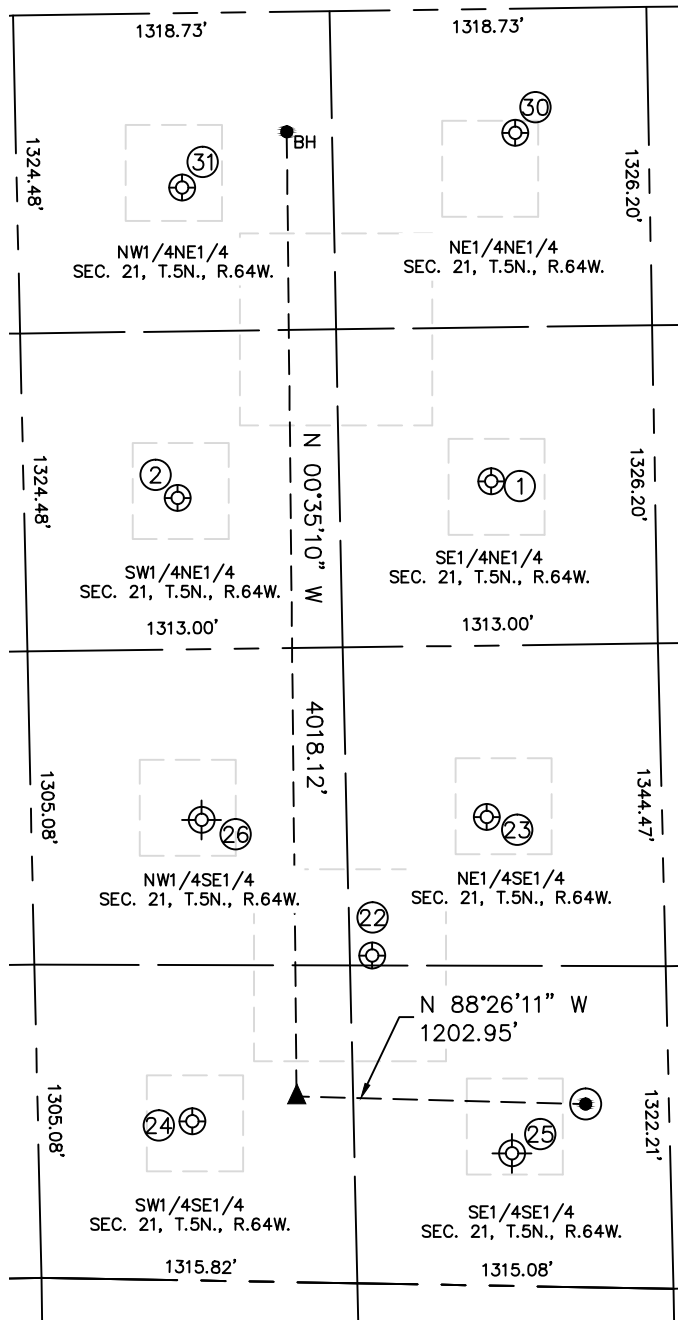 1318.73' 1318.73'
30
BH
31
1324.48' 1326.20'
NW1/4NE1/4 NE1/4NE1/4
SEC. 21, T.5N., R.64W. SEC. 21, T.5N., R.64W.
N 00°35'10" W 4018.12'
2 1
1324.48' 1326.20'
SW1/4NE1/4 SE1/4NE1/4
SEC. 21, T.5N., R.64W. SEC. 21, T.5N., R.64W.
1313.00' 1313.00'
1305.08' 1344.47'
26 23
NW1/4SE1/4 NE1/4SE1/4
SEC. 21, T.5N., R.64W. SEC. 21, T.5N., R.64W.
22
N 88°26'11" W
1202.95'
1305.08' 1322.21'
24 25
SW1/4SE1/4 SE1/4SE1/4
SEC. 21, T.5N., R.64W. SEC. 21, T.5N., R.64W.
1315.82' 1315.08'